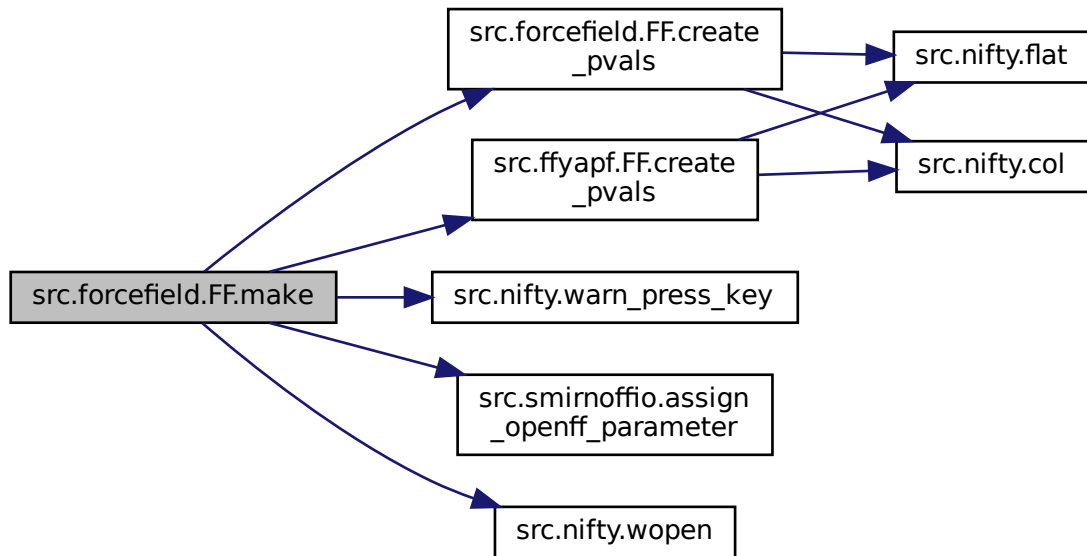 src.forcefield.FF.create
_pvals
src.nifty.flat
src.ffyapf.FF.create
_pvals
src.nifty.col
src.forcefield.FF.make
src.nifty.warn_press_key
src.smirnoffio.assign
_openff_parameter
src.nifty.wopen